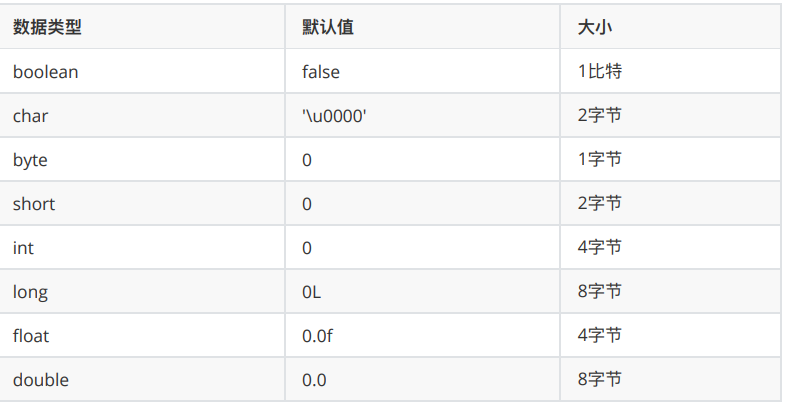 数据类型 默认值 大小
boolean false 1比特
char '\u0000' 2字节
byte 0 1字节
short 0 2字节
int 0 4字节
long 0L 8字节
float 0.0f 4字节
double 0.0 8字节